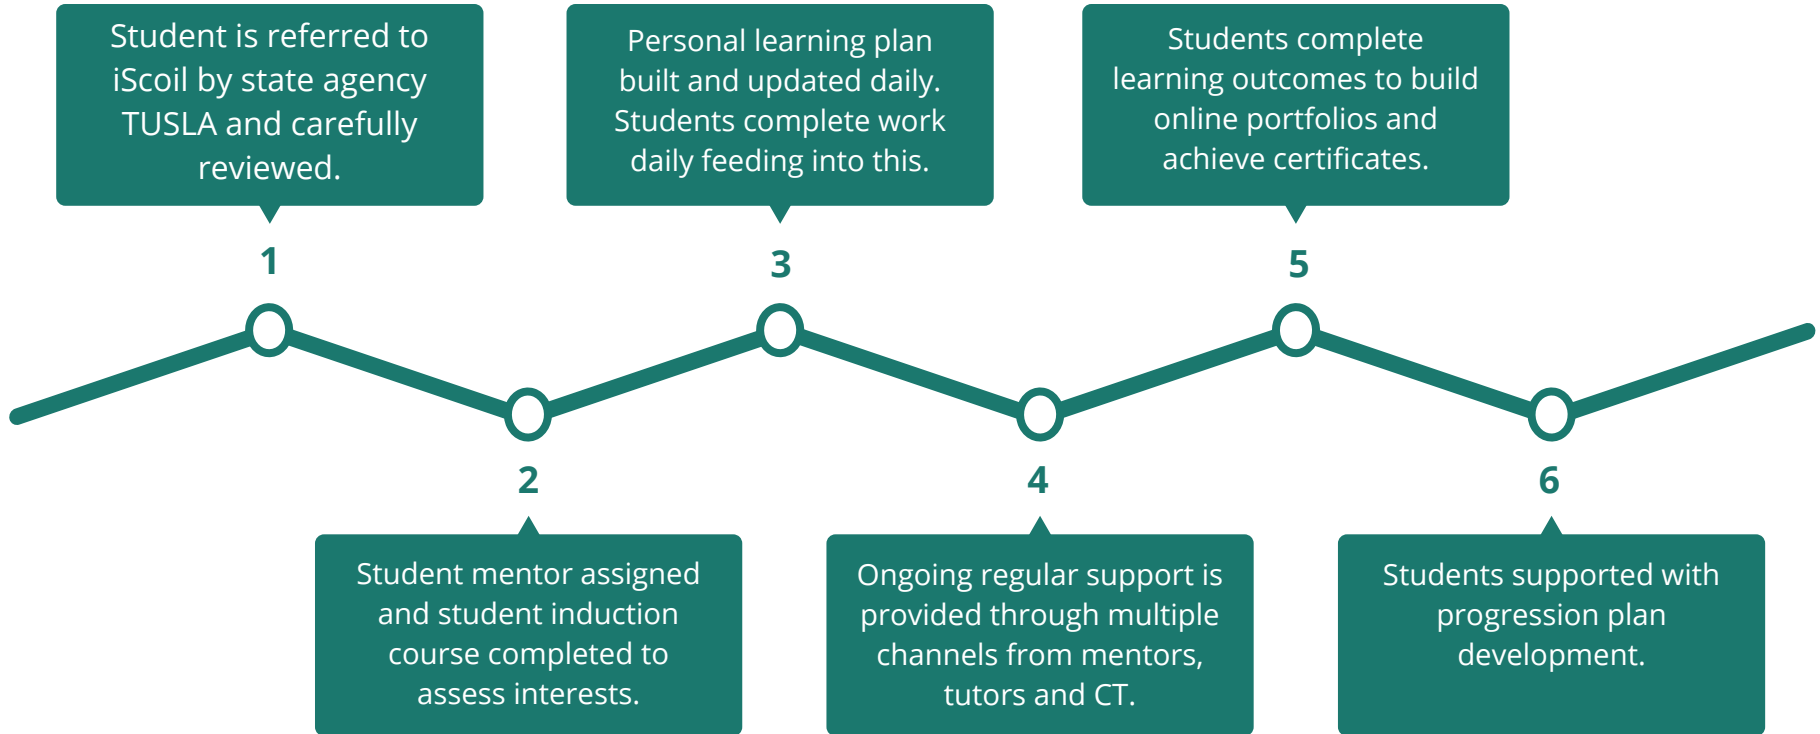 Student is referred to
iScoil by state agency
TUSLA and carefully
reviewed.
1
Student mentor assigned
and student induction
course completed to
assess interests.
2
Personal learning plan
built and updated daily.
Students complete work
daily feeding into this.
3
Ongoing regular support is
provided through multiple
channels from mentors,
tutors and CT.
4
Students complete
learning outcomes to build
online portfolios and
achieve certificates.
5
Students supported with
progression plan
development.
6